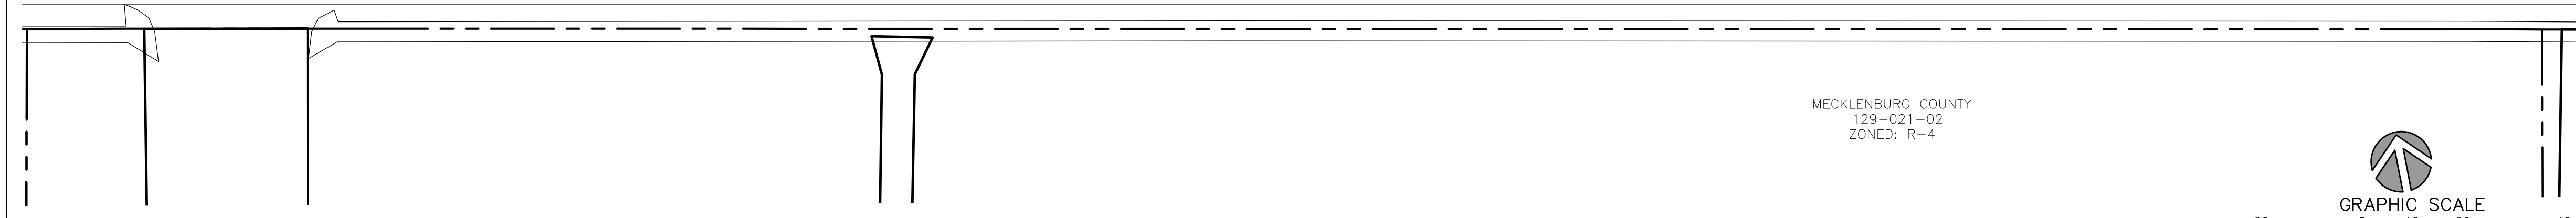 MECKLENBURG COUNTY
129-021-02
ZONED: R-4
GRAPHIC SCALE